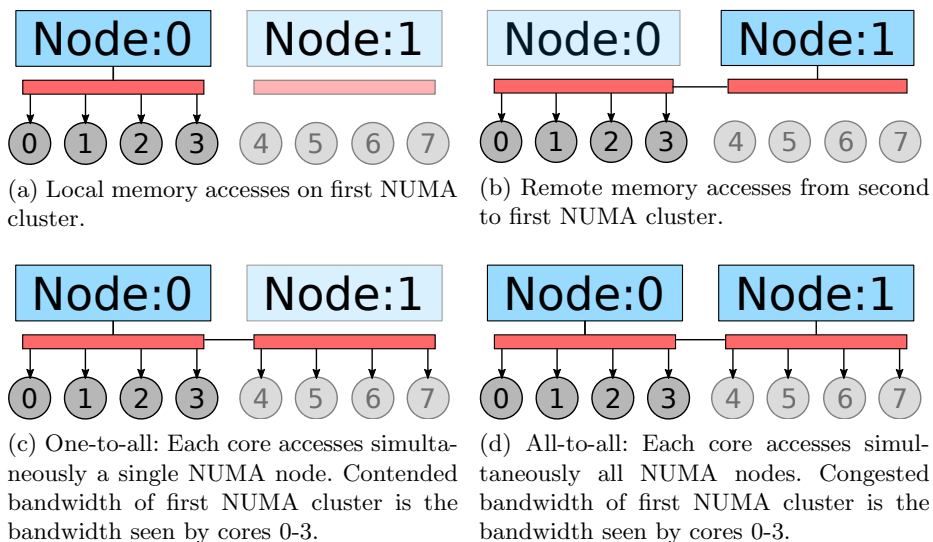 Node:0 Node:1
0 1 2 3 4 5 6 7
(a) Local memory accesses on first NUMA
cluster.
Node:0 Node:1
0 1 2 3 4 5 6 7
(b) Remote memory accesses from second
to first NUMA cluster.
Node:0 Node:1
0 1 2 3 4 5 6 7
(c) One-to-all: Each core accesses simulta-
neously a single NUMA node. Contended
bandwidth of first NUMA cluster is the
bandwidth seen by cores 0-3.
Node:0 Node:1
0 1 2 3 4 5 6 7
(d) All-to-all: Each core accesses simul-
taneously all NUMA nodes. Congested
bandwidth of first NUMA cluster is the
bandwidth seen by cores 0-3.